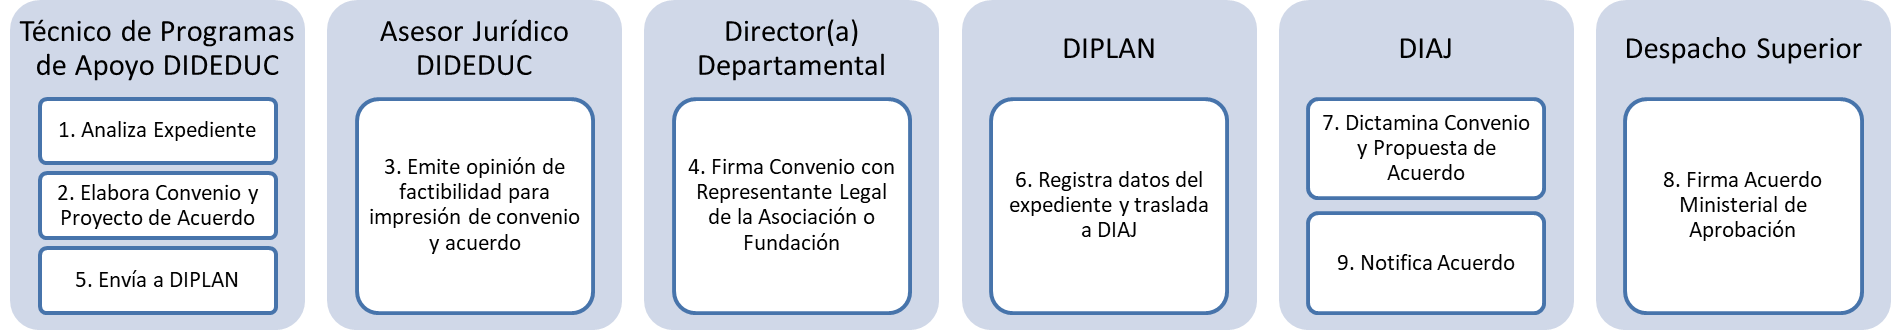 Técnico de Programas
de Apoyo DIDEDUC
1. Analiza Expediente
2. Elabora Convenio y
Proyecto de Acuerdo
5. Envía a DIPLAN
Asesor Jurídico
DIDEDUC
3. Emite opinión de
factibilidad para
impresión de convenio
y acuerdo
Director(a)
Departamental
4. Firma Convenio con
Representante Legal
de la Asociación o
Fundación
DIPLAN
6. Registra datos del
expediente y traslada
a DIAJ
DIAJ
7. Dictamina Convenio
y Propuesta de
Acuerdo
9. Notifica Acuerdo
Despacho Superior
8. Firma Acuerdo
Ministerial de
Aprobación